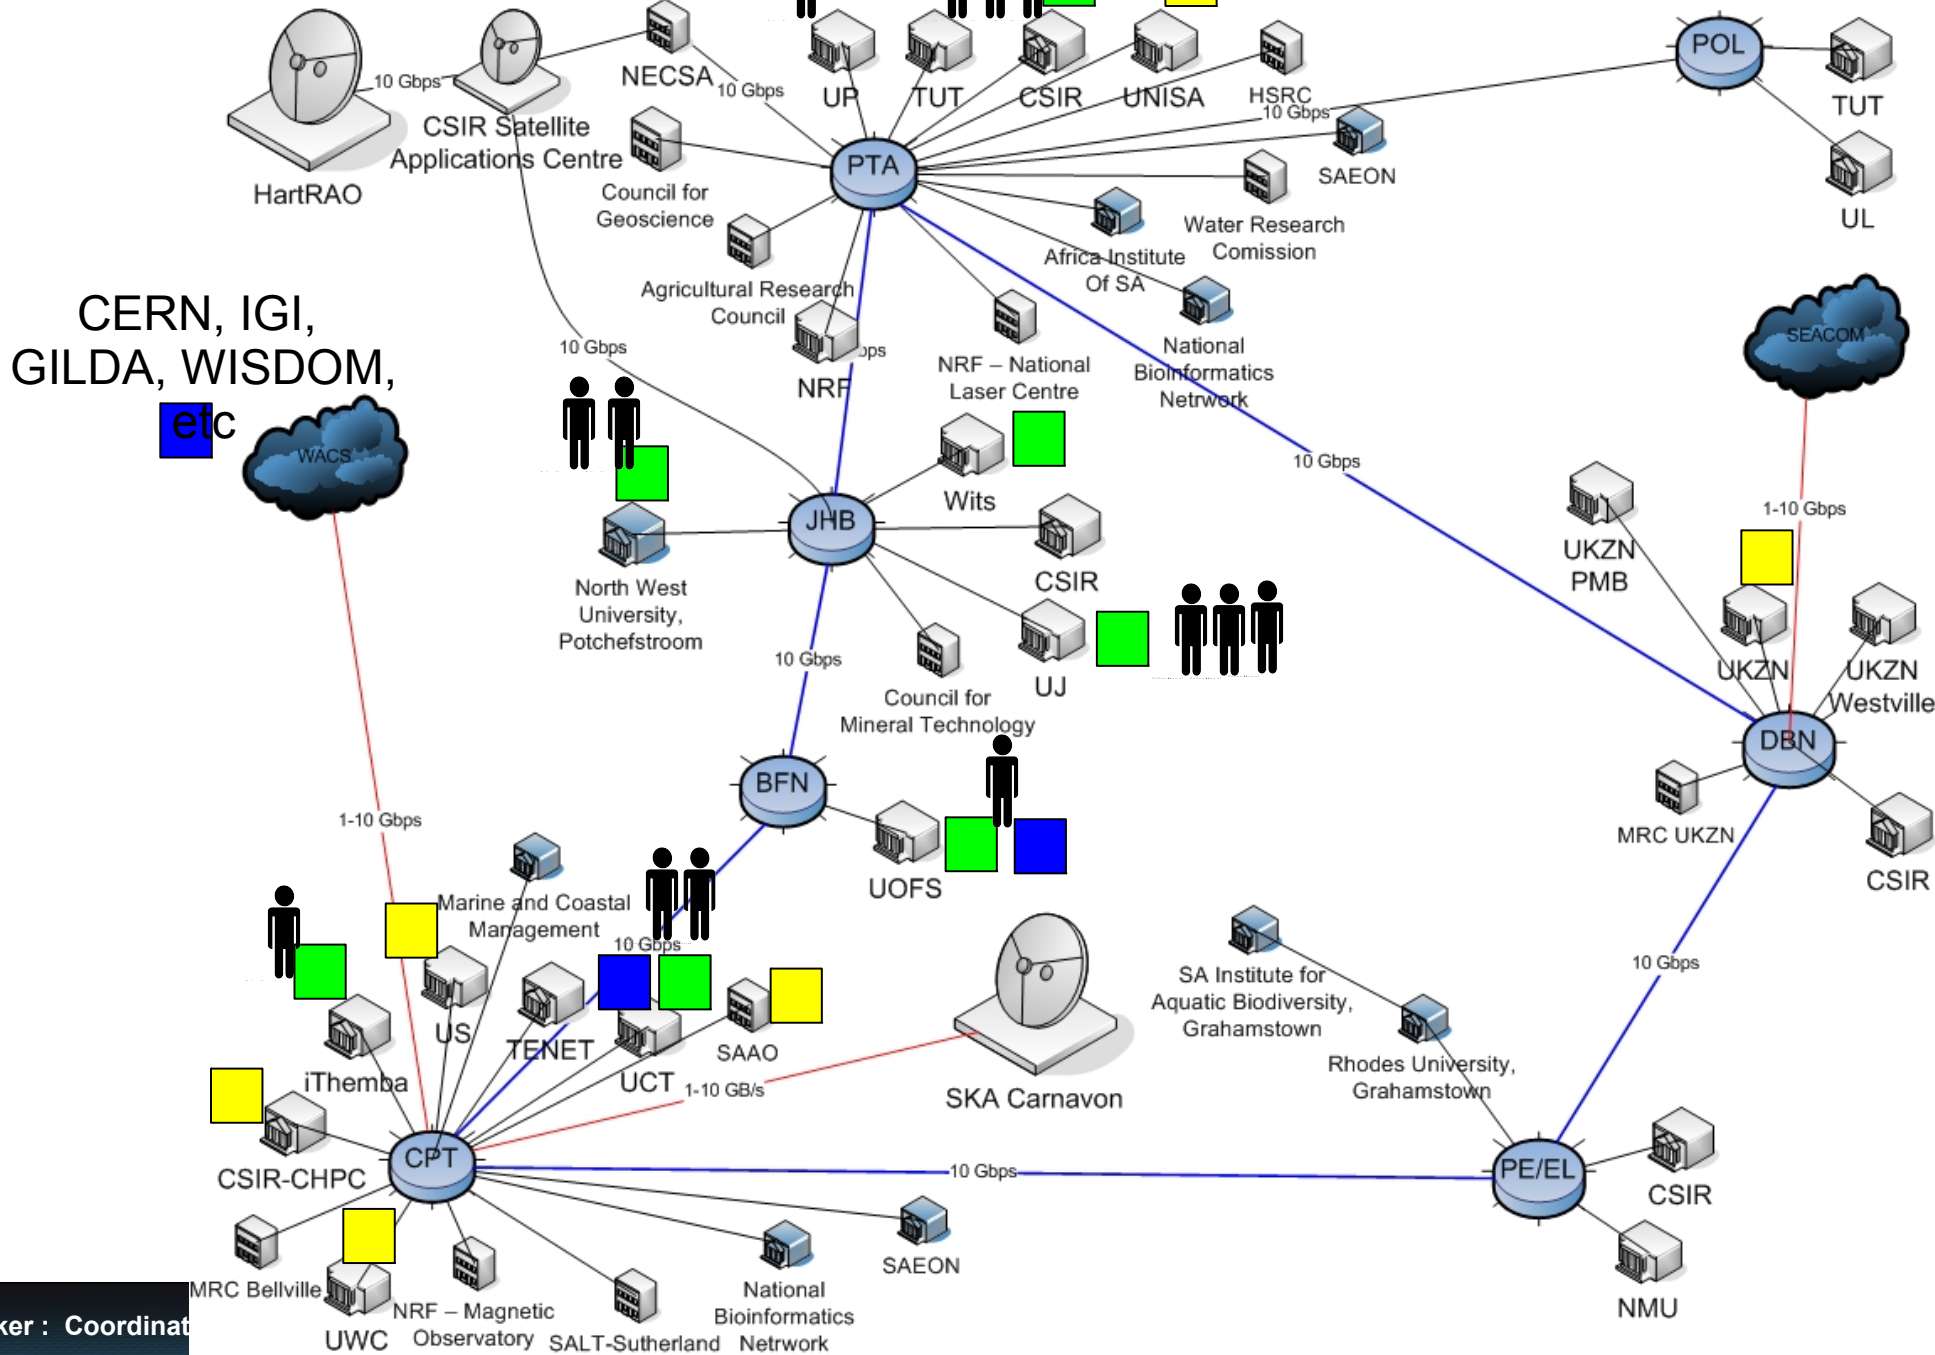 POL
NECSA
10 Gbps
10 Gbps
UP
TUT
CSIR
UNISA
HSRC
10 Gbps
TUT
CSIR Satellite
Applications Centre
HartRAO
PTA
SAEON
UL
Council for
Geoscience
Water Research
Comission
Africa Institute
Of SA
Agricultural Research
Council
CERN, IGI,
GILDA, WISDOM,
etc
10 Gbps
bps
NRF
NRF – National
Laser Centre
National
Bioinformatics
Netrwork
SEACOM
WACS
10 Gbps
Wits
JHB
1-10 Gbps
UKZN
PMB
CSIR
North West
University,
Potchefstroom
10 Gbps
UJ
UKZN
UKZN
Westville
Council for
Mineral Technology
DBN
BFN
1-10 Gbps
MRC UKZN
UOFS
CSIR
Marine and Coastal
Management
10 Gbps
10 Gbps
SA Institute for
Aquatic Biodiversity,
Grahamstown
US
TENET
SAAO
UCT
iThemba
1-10 GB/s
SKA Carnavon
Rhodes University,
Grahamstown
CSIR-CHPC
CPT
10 Gbps
PE/EL
CSIR
SAEON
MRC Bellville
UWC
NRF – Magnetic
Observatory
SALT-Sutherland
National
Bioinformatics
Netrwork
NMU
ker : Coordinat